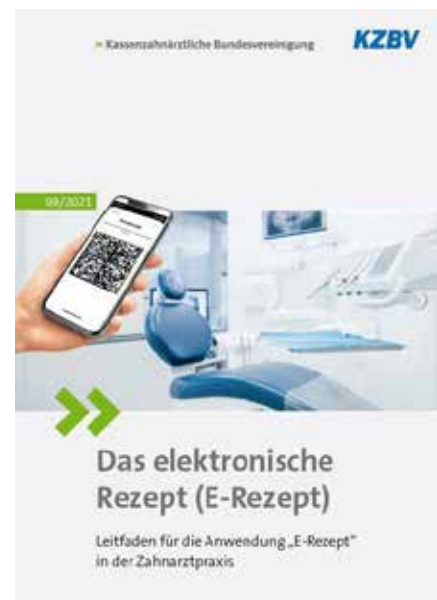 » Kassenzahnärztliche Bundesvereinigung
KZBV
09/2021
Das elektronische
Rezept (E-Rezept)
Leitfaden für die Anwendung „E-Rezept“
in der Zahnarztpraxis